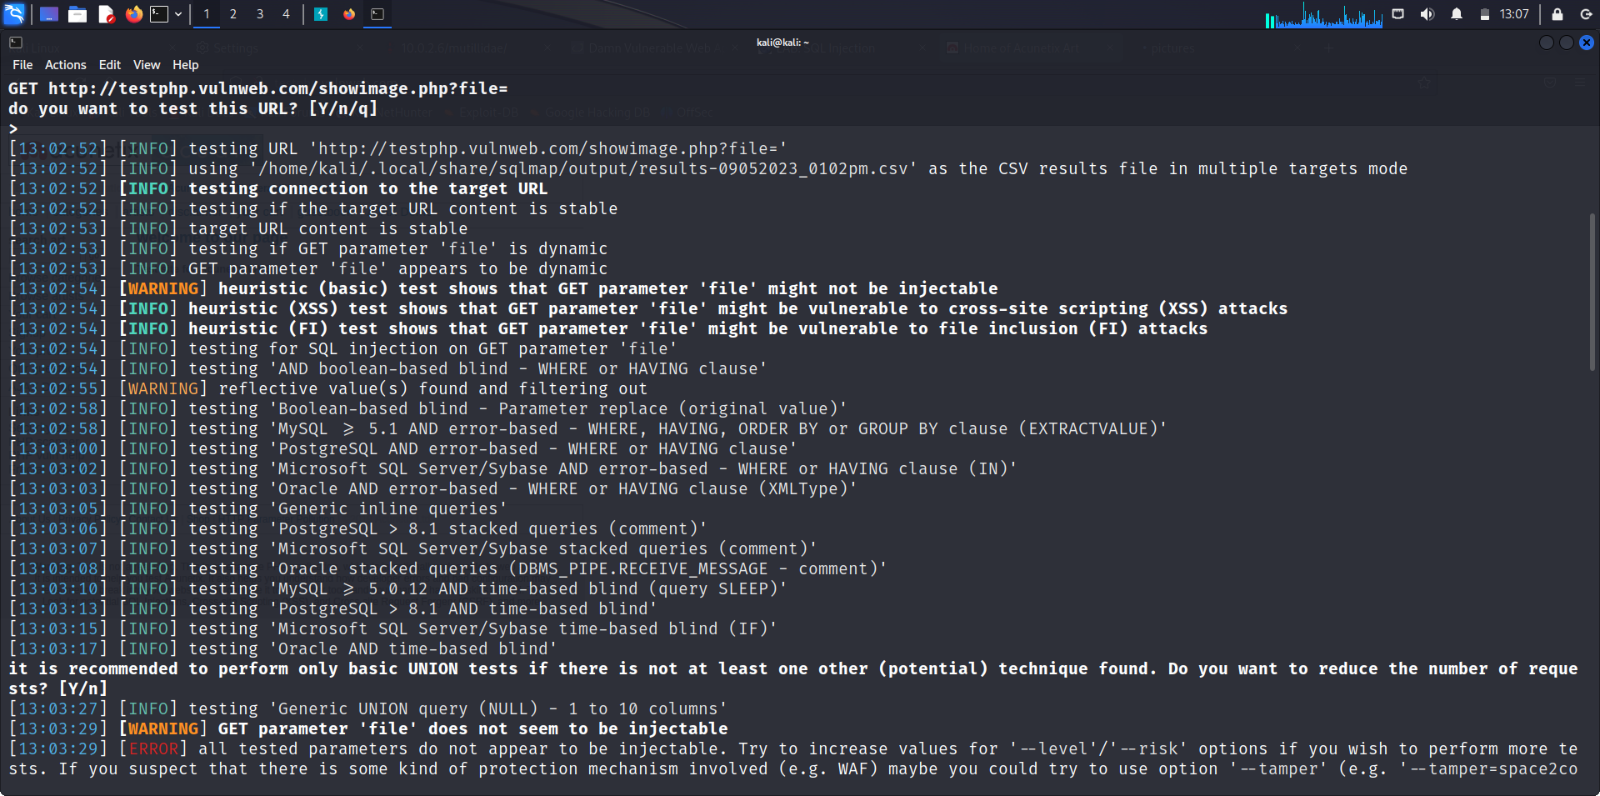 1 2 3 4 13:07
kali@kali: ~
File Actions Edit View Help
GET http://testphp.vulnweb.com/showimage.php?file=
do you want to test this URL? [Y/n/q]
>
[13:02:52] [INFO] testing URL 'http://testphp.vulnweb.com/showimage.php?file='
[13:02:52] [INFO] using '/home/kali/.local/share/sqlmap/output/results-09052023_0102pm.csv' as the CSV results file in multiple targets mode
[13:02:52] [INFO] testing connection to the target URL
[13:02:52] [INFO] testing if the target URL content is stable
[13:02:53] [INFO] target URL content is stable
[13:02:53] [INFO] testing if GET parameter 'file' is dynamic
[13:02:53] [INFO] GET parameter 'file' appears to be dynamic
[13:02:54] [WARNING] heuristic (basic) test shows that GET parameter 'file' might not be injectable
[13:02:54] [INFO] heuristic (XSS) test shows that GET parameter 'file' might be vulnerable to cross-site scripting (XSS) attacks
[13:02:54] [INFO] heuristic (FI) test shows that GET parameter 'file' might be vulnerable to file inclusion (FI) attacks
[13:02:54] [INFO] testing for SQL injection on GET parameter 'file'
[13:02:54] [INFO] testing 'AND boolean-based blind - WHERE or HAVING clause'
[13:02:55] [WARNING] reflective value(s) found and filtering out
[13:02:58] [INFO] testing 'Boolean-based blind - Parameter replace (original value)'
[13:02:58] [INFO] testing 'MySQL ≥ 5.1 AND error-based - WHERE, HAVING, ORDER BY or GROUP BY clause (EXTRACTVALUE)'
[13:03:00] [INFO] testing 'PostgreSQL AND error-based - WHERE or HAVING clause'
[13:03:02] [INFO] testing 'Microsoft SQL Server/Sybase AND error-based - WHERE or HAVING clause (IN)'
[13:03:03] [INFO] testing 'Oracle AND error-based - WHERE or HAVING clause (XMLType)'
[13:03:05] [INFO] testing 'Generic inline queries'
[13:03:06] [INFO] testing 'PostgreSQL > 8.1 stacked queries (comment)'
[13:03:07] [INFO] testing 'Microsoft SQL Server/Sybase stacked queries (comment)'
[13:03:08] [INFO] testing 'Oracle stacked queries (DBMS_PIPE.RECEIVE_MESSAGE - comment)'
[13:03:10] [INFO] testing 'MySQL ≥ 5.0.12 AND time-based blind (query SLEEP)'
[13:03:13] [INFO] testing 'PostgreSQL > 8.1 AND time-based blind'
[13:03:15] [INFO] testing 'Microsoft SQL Server/Sybase time-based blind (IF)'
[13:03:17] [INFO] testing 'Oracle AND time-based blind'
it is recommended to perform only basic UNION tests if there is not at least one other (potential) technique found. Do you want to reduce the number of reque
sts? [Y/n]
[13:03:27] [INFO] testing 'Generic UNION query (NULL) - 1 to 10 columns'
[13:03:29] [WARNING] GET parameter 'file' does not seem to be injectable
[13:03:29] [ERROR] all tested parameters do not appear to be injectable. Try to increase values for '--level'/'--risk' options if you wish to perform more te
sts. If you suspect that there is some kind of protection mechanism involved (e.g. WAF) maybe you could try to use option '--tamper' (e.g. '--tamper=space2co